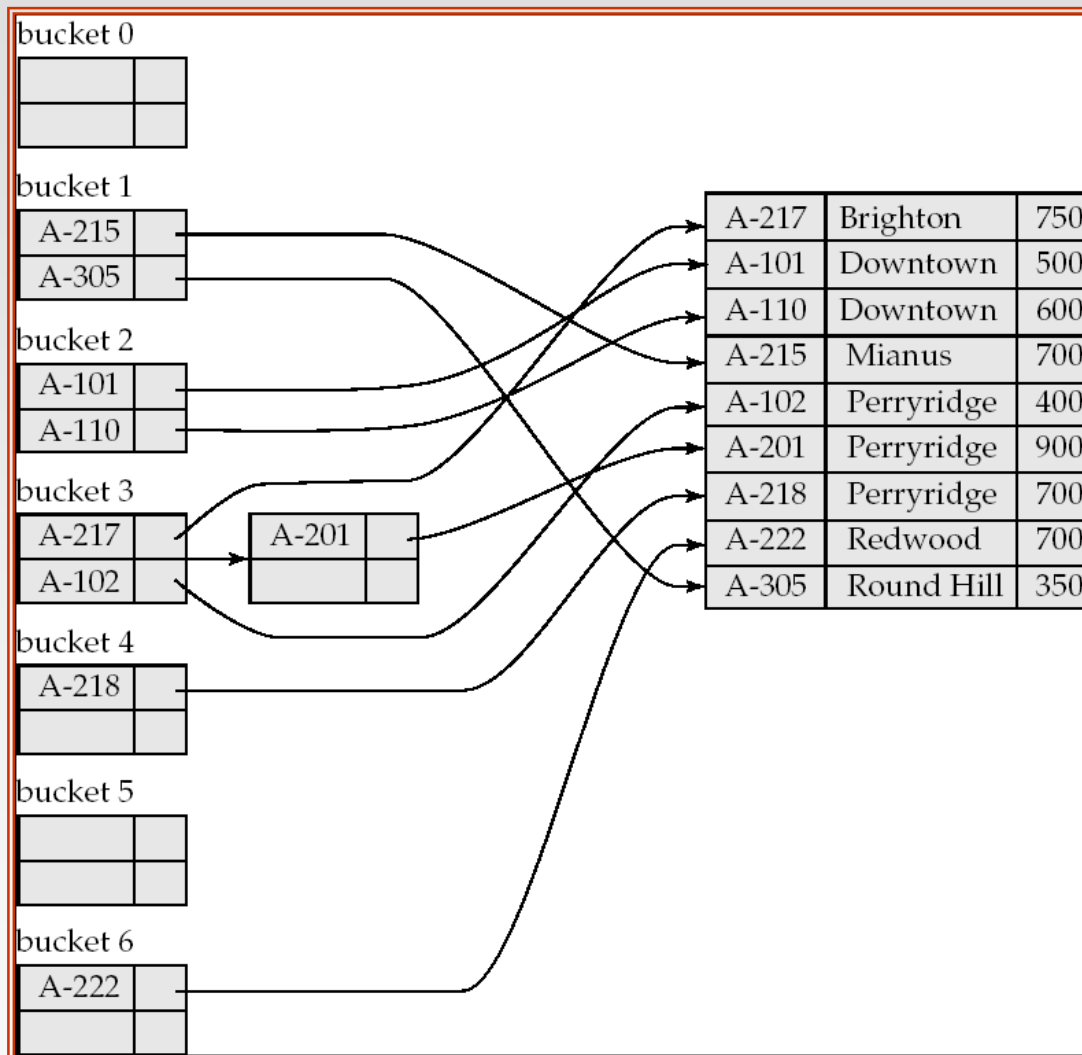 bucket 0
bucket 1
A-215
A-305
bucket 2
A-101
A-110
bucket 3
A-217
A-102
A-201
bucket 4
A-218
bucket 5
bucket 6
A-222
A-217 Brighton 750
A-101 Downtown 500
A-110 Downtown 600
A-215 Mianus 700
A-102 Perryridge 400
A-201 Perryridge 900
A-218 Perryridge 700
A-222 Redwood 700
A-305 Round Hill 350